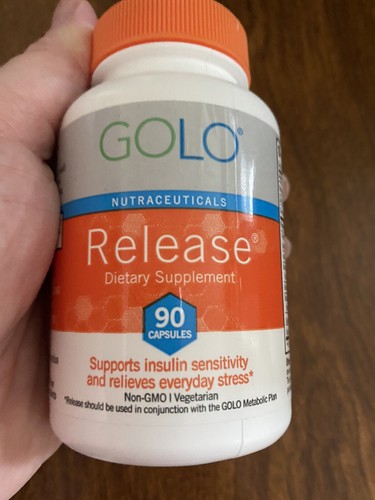 GOLO®
NUTRACEUTICALS
Release®
Dietary Supplement
90
CAPSULES
Supports insulin sensitivity
and relieves everyday stress*
Non-GMO | Vegetarian
*Release should be used in conjunction with the GOLO Metabolic Plan